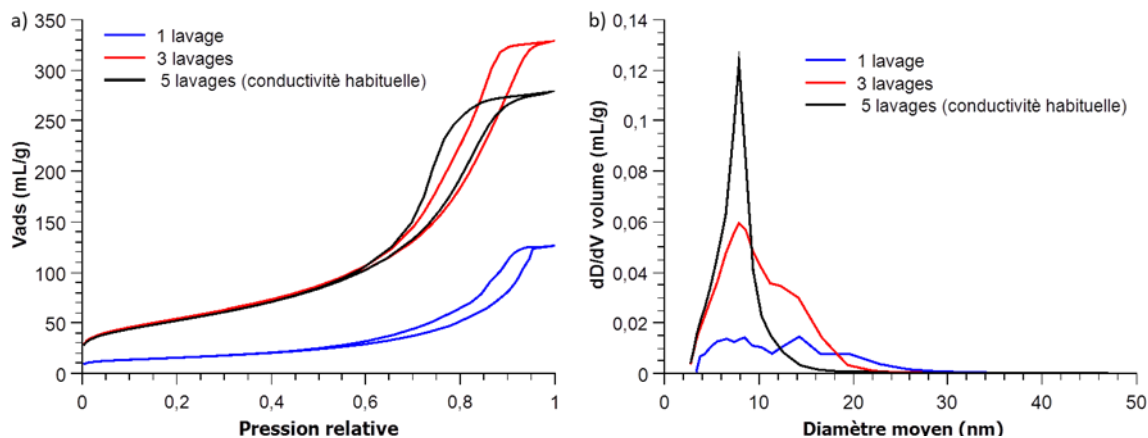 a)
350
300
250
200
150
100
50
0
Vads (mL/g)
1 lavage
3 lavages
5 lavages (conductivitè habituelle)
0
0,2
0,4
0,6
0,8
1
Pression relative
b)
0,14
0,12
0,1
0,08
0,06
0,04
0,02
0
dD/dV volume (mL/g)
1 lavage
3 lavages
5 lavages (conductivitè habituelle)
0
10
20
30
40
50
Diamètre moyen (nm)